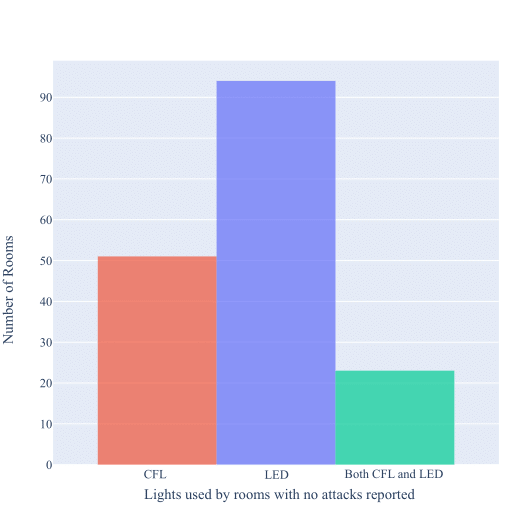 Number of Rooms
90
80
70
60
50
40
30
20
10
0
CFL
LED
Both CFL and LED
Lights used by rooms with no attacks reported